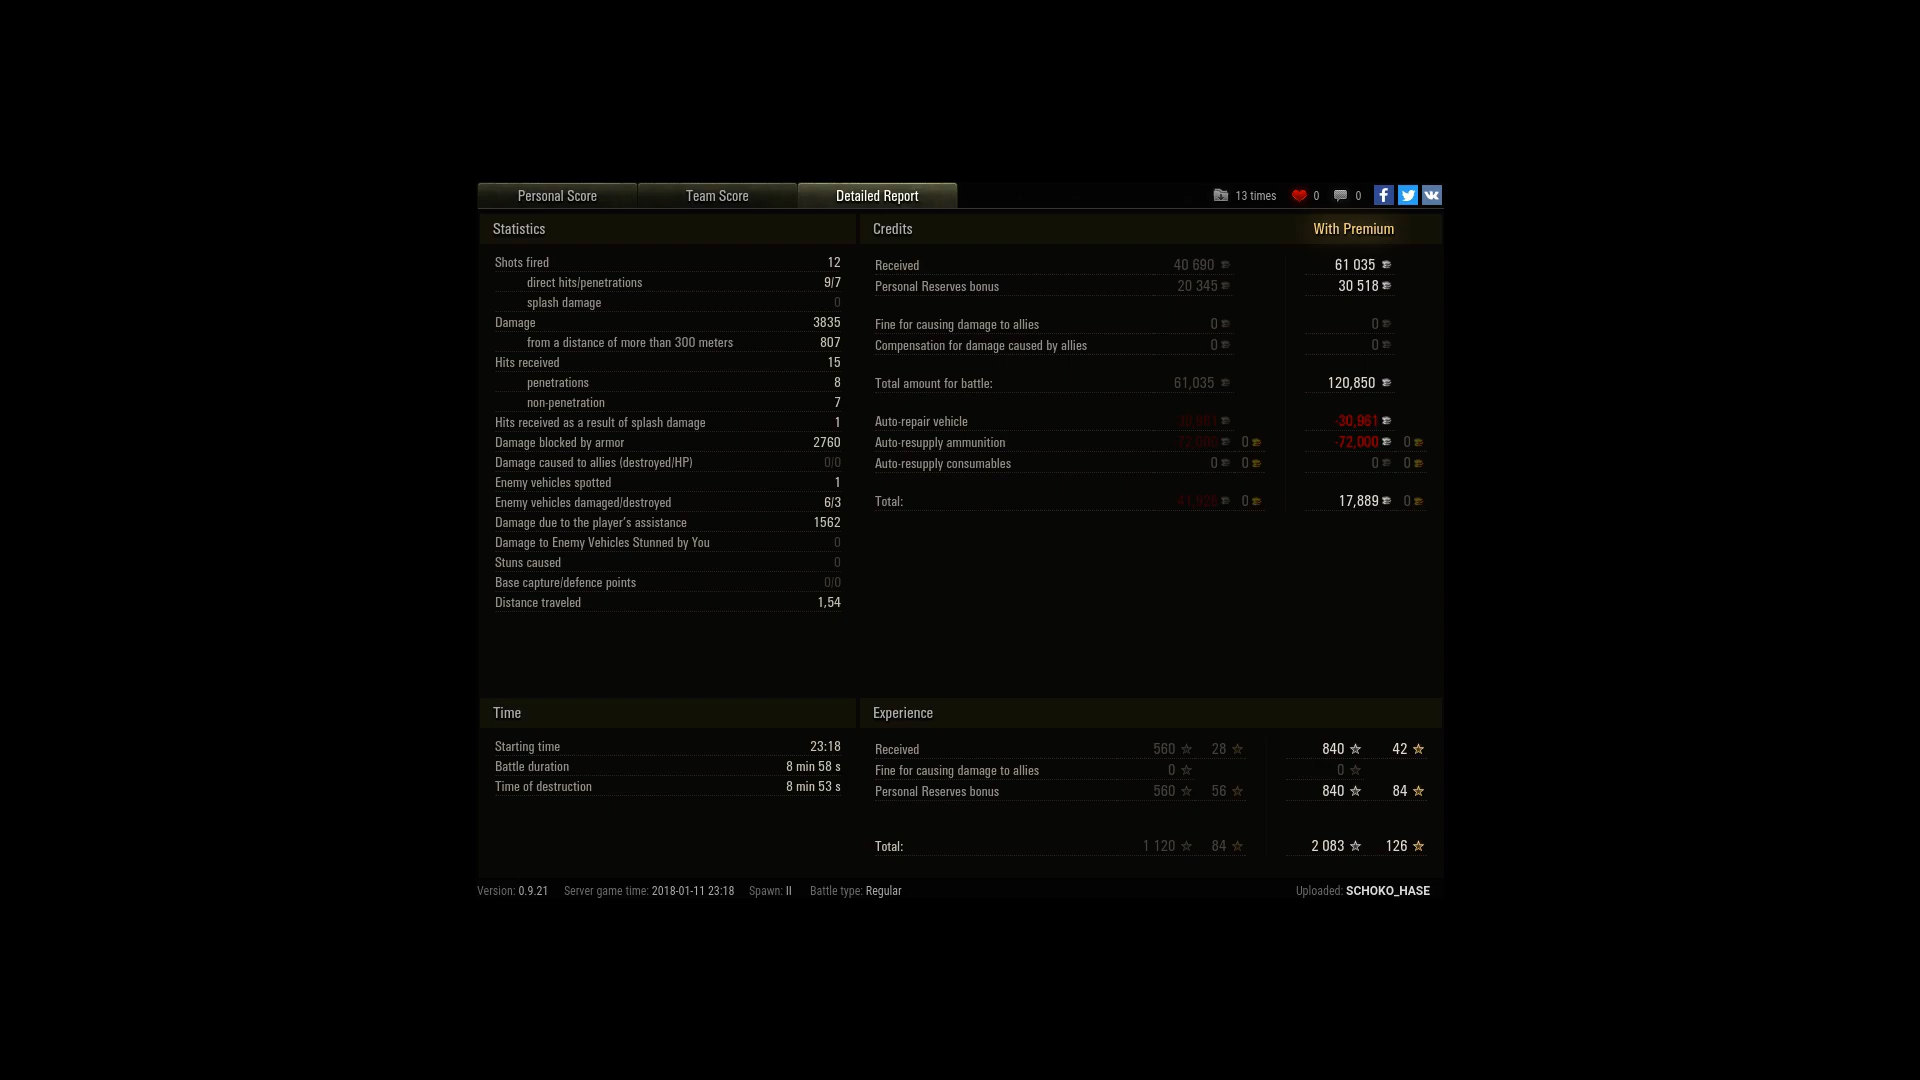 Personal Score Team Score Detailed Report 13 times 0 0
Statistics
Shots fired 12
direct hits/penetrations 9/7
splash damage 0
Damage 3835
from a distance of more than 300 meters 807
Hits received 15
penetrations 8
non-penetration 7
Hits received as a result of splash damage 1
Damage blocked by armor 2760
Damage caused to allies (destroyed/HP) 0/0
Enemy vehicles spotted 1
Enemy vehicles damaged/destroyed 6/3
Damage due to the player's assistance 1562
Damage to Enemy Vehicles Stunned by You 0
Stuns caused 0
Base capture/defence points 0/0
Distance traveled 1,54
Credits With Premium
Received 40 690 61 035
Personal Reserves bonus 20 345 30 518
Fine for causing damage to allies 0 0
Compensation for damage caused by allies 0 0
Total amount for battle: 61,035 120,850
Auto-repair vehicle -30,961 -30,961
Auto-resupply ammunition -72,000 0 -72,000 0
Auto-resupply consumables 0 0 0 0
Total: -41,926 0 17,889 0
Time
Starting time 23:18
Battle duration 8 min 58 s
Time of destruction 8 min 53 s
Experience
Received 560 28 840 42
Fine for causing damage to allies 0 0
Personal Reserves bonus 560 56 840 84
Total: 1 120 84 2 083 126
Version: 0.9.21 Server game time: 2018-01-11 23:18 Spawn: II Battle type: Regular Uploaded: SCHOKO_HASE